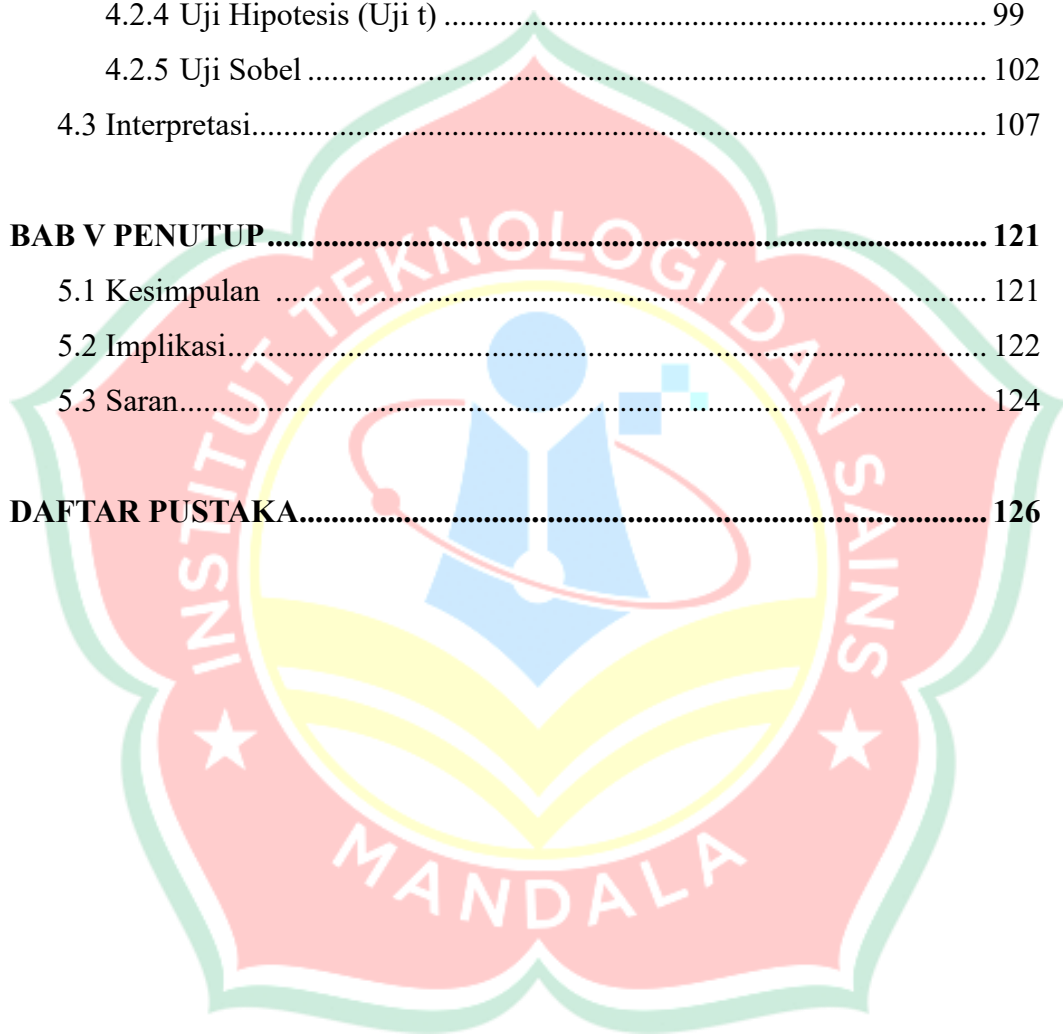 4.2.4 Uji Hipotesis (Uji t) ........................................................................... 99
4.2.5 Uji Sobel ............................................................................................ 102
4.3 Interpretasi.................................................................................................. 107
BAB V PENUTUP ............................................................................................ 121
5.1 Kesimpulan ............................................................................................... 121
5.2 Implikasi..................................................................................................... 122
5.3 Saran........................................................................................................... 124
DAFTAR PUSTAKA........................................................................................ 126
INSTITUT TEKNOLOGI DAN SAINS
MANDALA